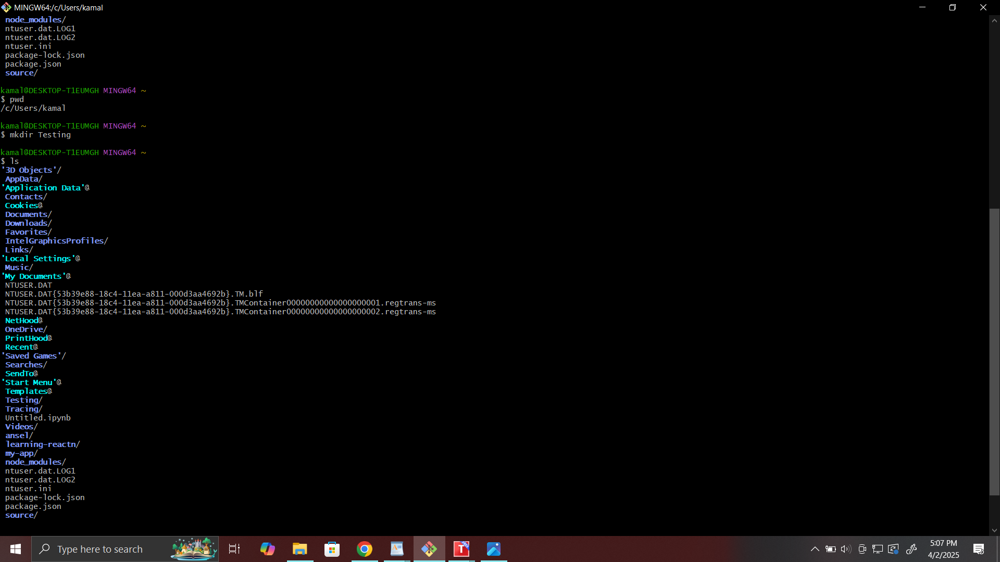 MINGW64:/c/Users/kamal
node_modules/
ntuser.dat.LOG1
ntuser.dat.LOG2
ntuser.ini
package-lock.json
package.json
source/
kamal@DESKTOP-T1EUMGH MINGW64 ~
$ pwd
/c/Users/kamal
kamal@DESKTOP-T1EUMGH MINGW64 ~
$ mkdir Testing
kamal@DESKTOP-T1EUMGH MINGW64 ~
$ ls
'3D Objects'/
AppData/
'Application Data'@
Contacts/
Cookies@
Documents/
Downloads/
Favorites/
IntelGraphicsProfiles/
Links/
'Local Settings'@
Music/
'My Documents'@
NTUSER.DAT
NTUSER.DAT{53b39e88-18c4-11ea-a811-000d3aa4692b}.TM.blf
NTUSER.DAT{53b39e88-18c4-11ea-a811-000d3aa4692b}.TMContainer00000000000000000001.regtrans-ms
NTUSER.DAT{53b39e88-18c4-11ea-a811-000d3aa4692b}.TMContainer00000000000000000002.regtrans-ms
NetHood@
OneDrive/
PrintHood@
Recent@
'Saved Games'/
Searches/
SendTo@
'Start Menu'@
Templates@
Testing/
Tracing/
Untitled.ipynb
Videos/
ansel/
learning-reactn/
my-app/
node_modules/
ntuser.dat.LOG1
ntuser.dat.LOG2
ntuser.ini
package-lock.json
package.json
source/
Type here to search
5:07 PM
4/2/2025